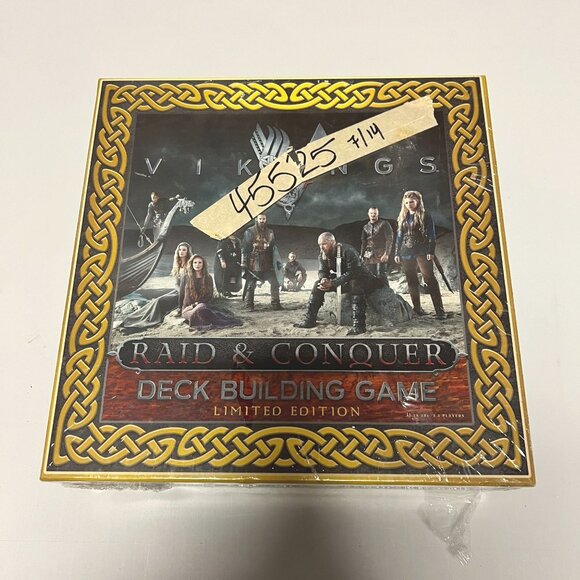 VIKINGS
45525 7/14
RAID & CONQUER
DECK BUILDING GAME
LIMITED EDITION